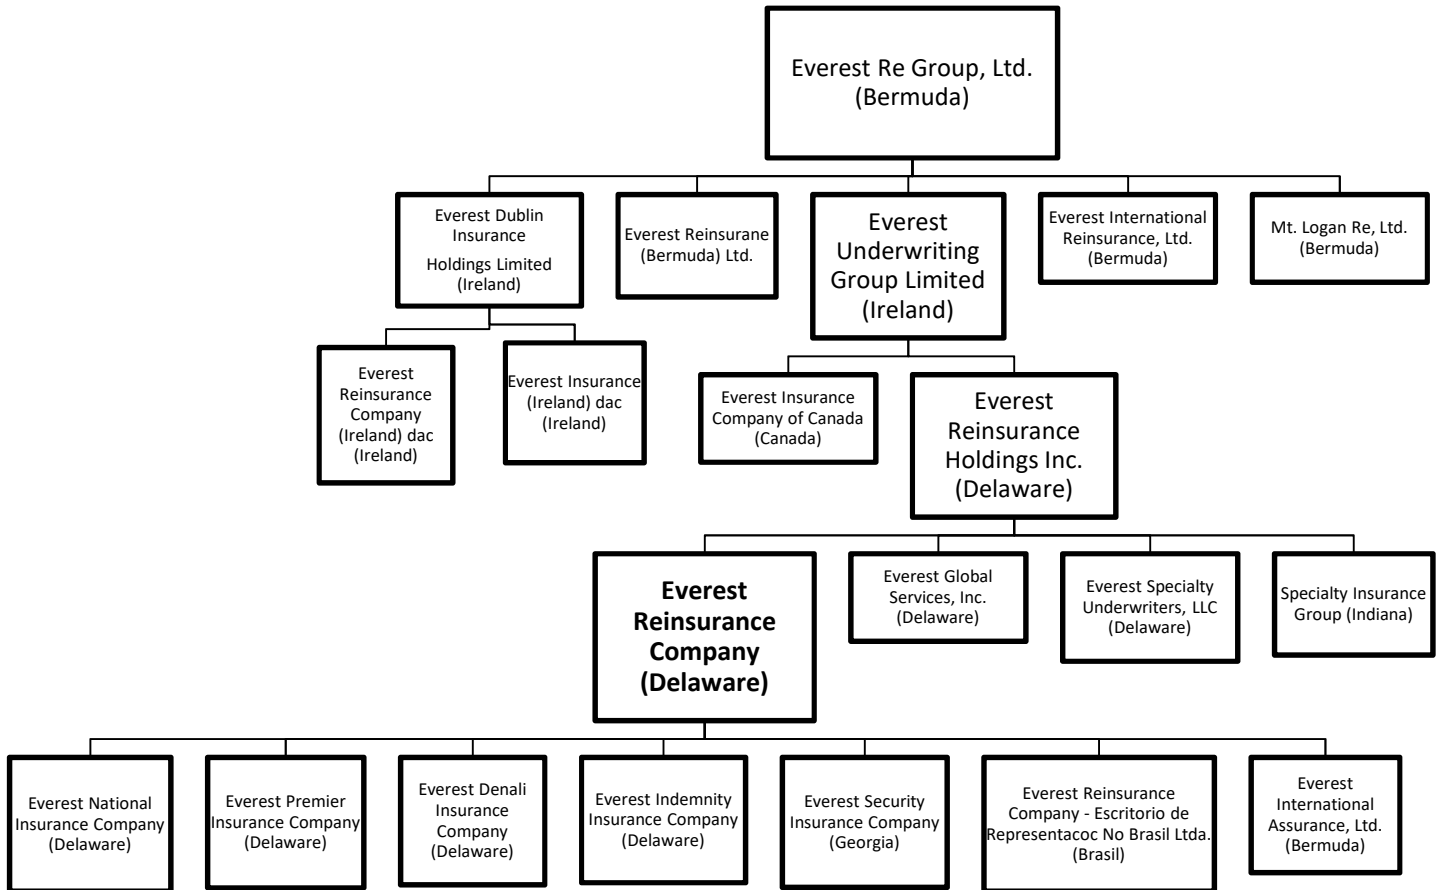 Everest Re Group, Ltd.
(Bermuda)
Everest Dublin
Insurance
Holdings Limited
(Ireland)
Everest Reinsurane
(Bermuda) Ltd.
Everest
Underwriting
Group Limited
(Ireland)
Everest International
Reinsurance, Ltd.
(Bermuda)
Mt. Logan Re, Ltd.
(Bermuda)
Everest
Reinsurance
Company
(Ireland) dac
(Ireland)
Everest Insurance
(Ireland) dac
(Ireland)
Everest Insurance
Company of Canada
(Canada)
Everest
Reinsurance
Holdings Inc.
(Delaware)
Everest
Reinsurance
Company
(Delaware)
Everest Global
Services, Inc.
(Delaware)
Everest Specialty
Underwriters, LLC
(Delaware)
Specialty Insurance
Group (Indiana)
Everest National
Insurance Company
(Delaware)
Everest Premier
Insurance Company
(Delaware)
Everest Denali
Insurance
Company
(Delaware)
Everest Indemnity
Insurance Company
(Delaware)
Everest Security
Insurance Company
(Georgia)
Everest Reinsurance
Company - Escritorio de
Representacoc No Brasil Ltda.
(Brasil)
Everest
International
Assurance, Ltd.
(Bermuda)